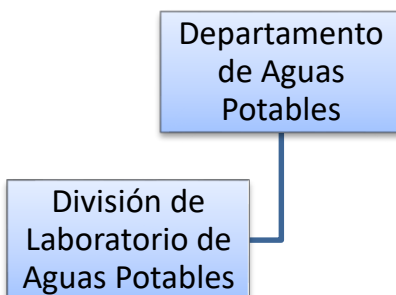 Departamento
de Aguas
Potables
División de
Laboratorio de
Aguas Potables